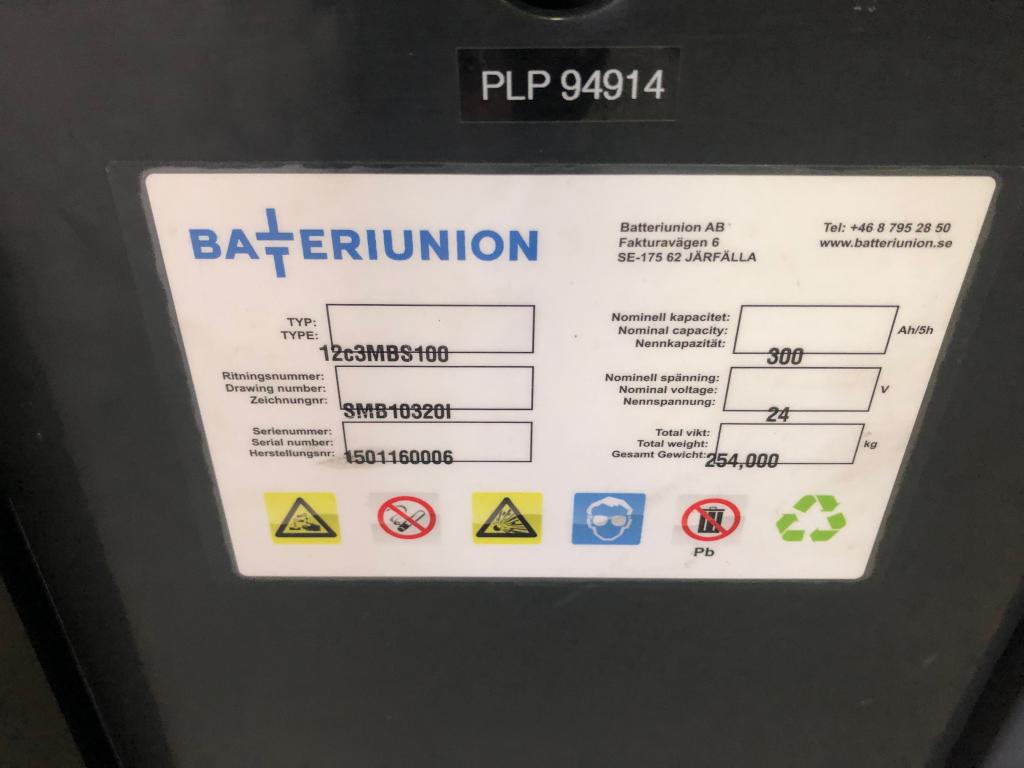 PLP 94914
BATTERIUNION
Batteriunion AB
Fakturavägen 6
SE-175 62 JÄRFÄLLA
Tel: +46 8 795 28 50
www.batteriunion.se
TYP:
TYPE:
12c3MBS100
Ritningsnummer:
Drawing number:
Zeichnungnr:
SMB10320I
Serienummer:
Serial number:
Herstellungsnr:
1501160006
Nominell kapacitet:
Nominal capacity:
Nennkapazität:
300
Ah/5h
Nominell spänning:
Nominal voltage:
Nennspannung:
24
V
Total vikt:
Total weight:
Gesamt Gewicht:
254,000
kg
Pb